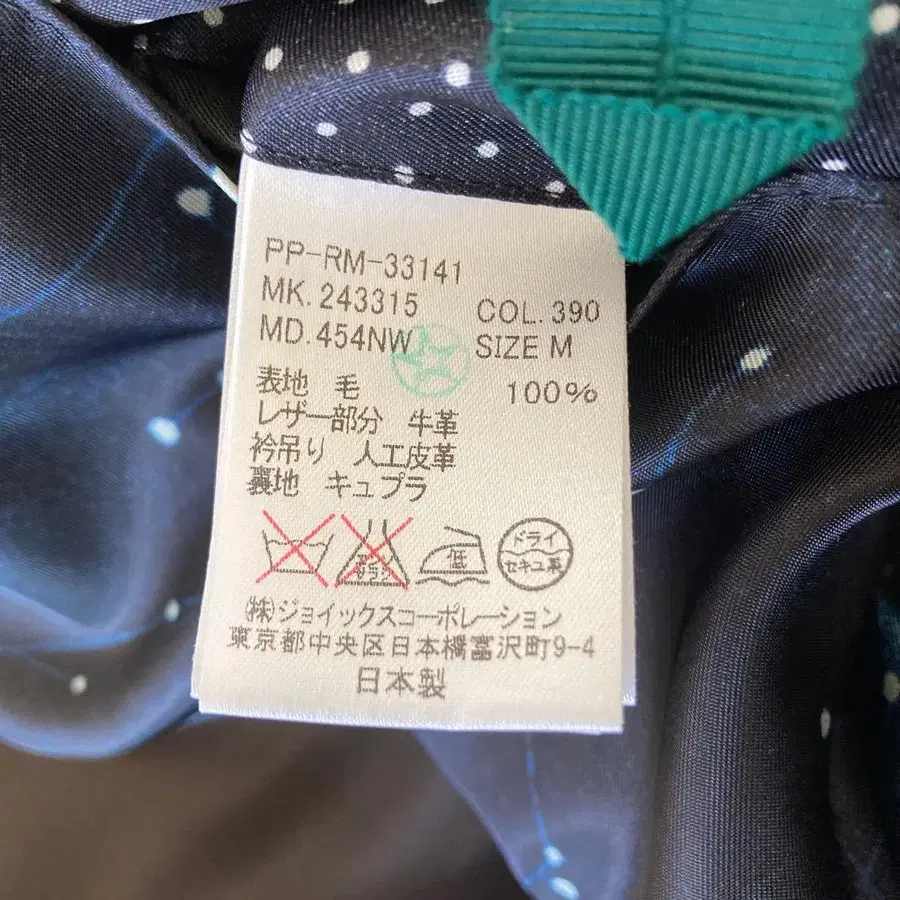 PP-RM-33141
MK.243315 COL.390
MD.454NW SIZE M
表地 毛 100%
レザー部分 牛革
衿吊り 人工皮革
裏地 キュプラ
低
ドライ
セキユ系
㈱ジョイックスコーポレーション
東京都中央区日本橋富沢町9-4
日本製